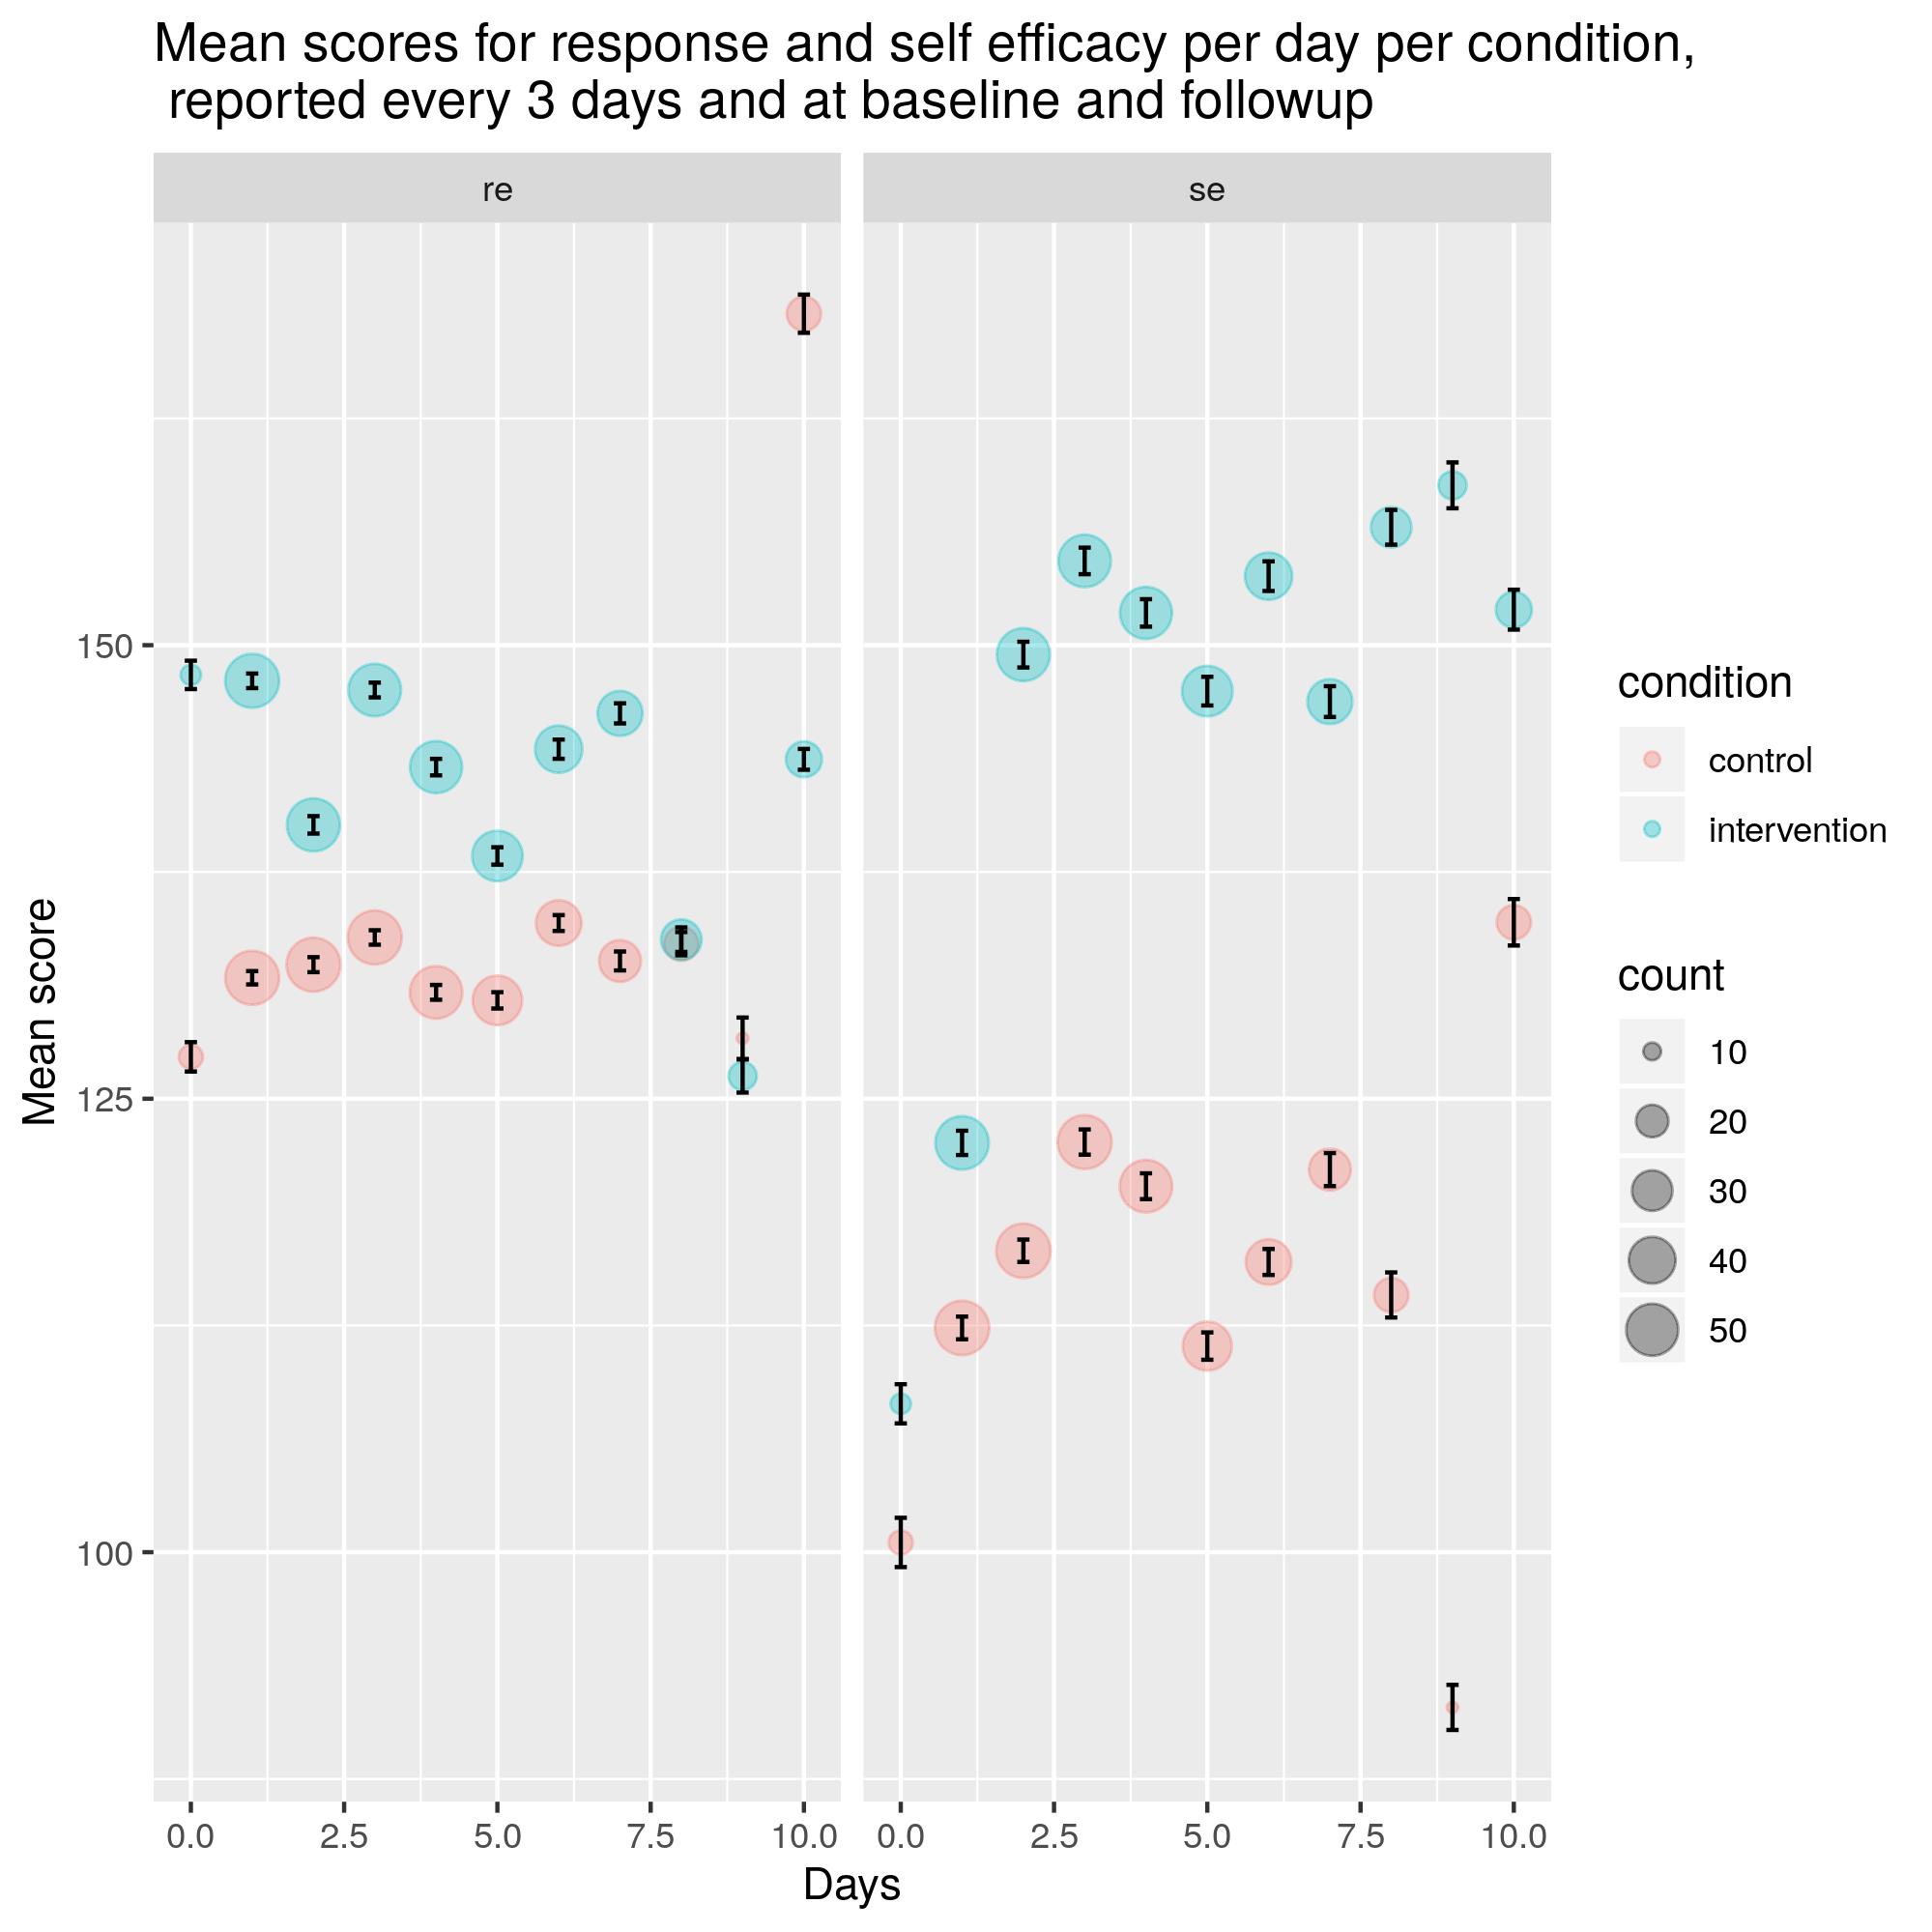 Mean scores for response and self efficacy per day per condition,
reported every 3 days and at baseline and followup
re
se
Mean score
150
125
100
0.0
2.5
5.0
7.5
10.0
0.0
2.5
5.0
7.5
10.0
Days
condition
control
intervention
count
10
20
30
40
50